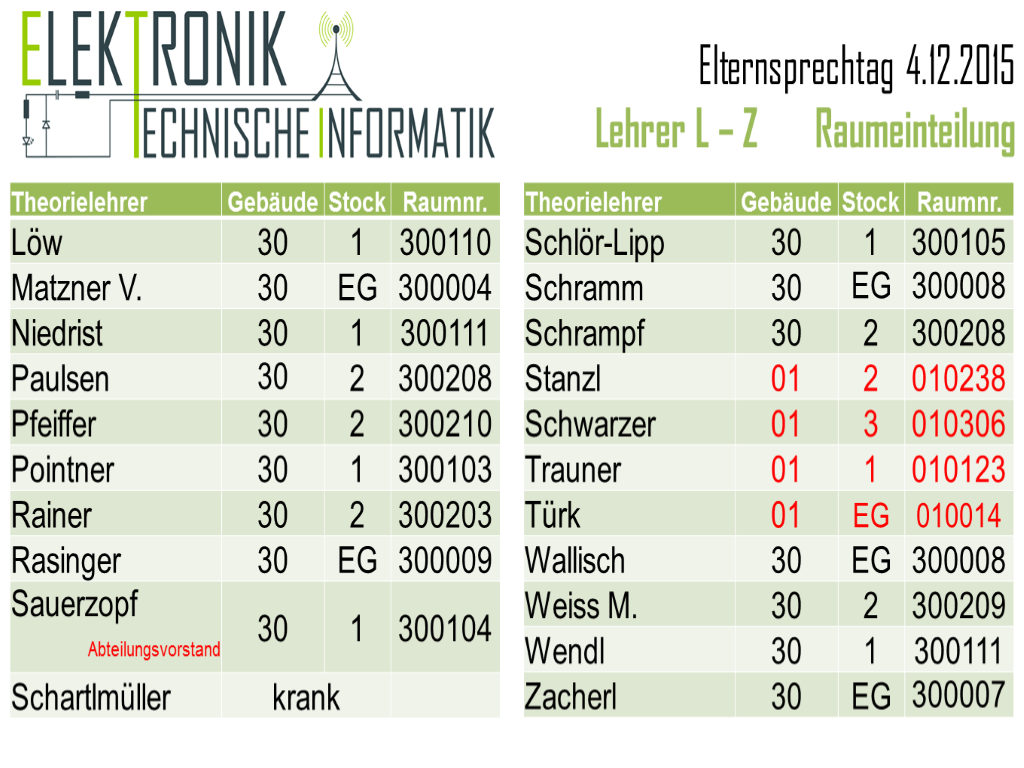 ELEKTRONIK
TECHNISCHE INFORMATIK
Elternsprechtag 4.12.2015
Lehrer L – Z Raumeinteilung
Theorielehrer Gebäude Stock Raumnr.
Löw 30 1 300110
Matzner V. 30 EG 300004
Niedrist 30 1 300111
Paulsen 30 2 300208
Pfeiffer 30 2 300210
Pointner 30 1 300103
Rainer 30 2 300203
Rasinger 30 EG 300009
Sauerzopf
Abteilungsvorstand 30 1 300104
Schartlmüller krank
Theorielehrer Gebäude Stock Raumnr.
Schlör-Lipp 30 1 300105
Schramm 30 EG 300008
Schrampf 30 2 300208
Stanzl 01 2 010238
Schwarzer 01 3 010306
Trauner 01 1 010123
Türk 01 EG 010014
Wallisch 30 EG 300008
Weiss M. 30 2 300209
Wendl 30 1 300111
Zacherl 30 EG 300007